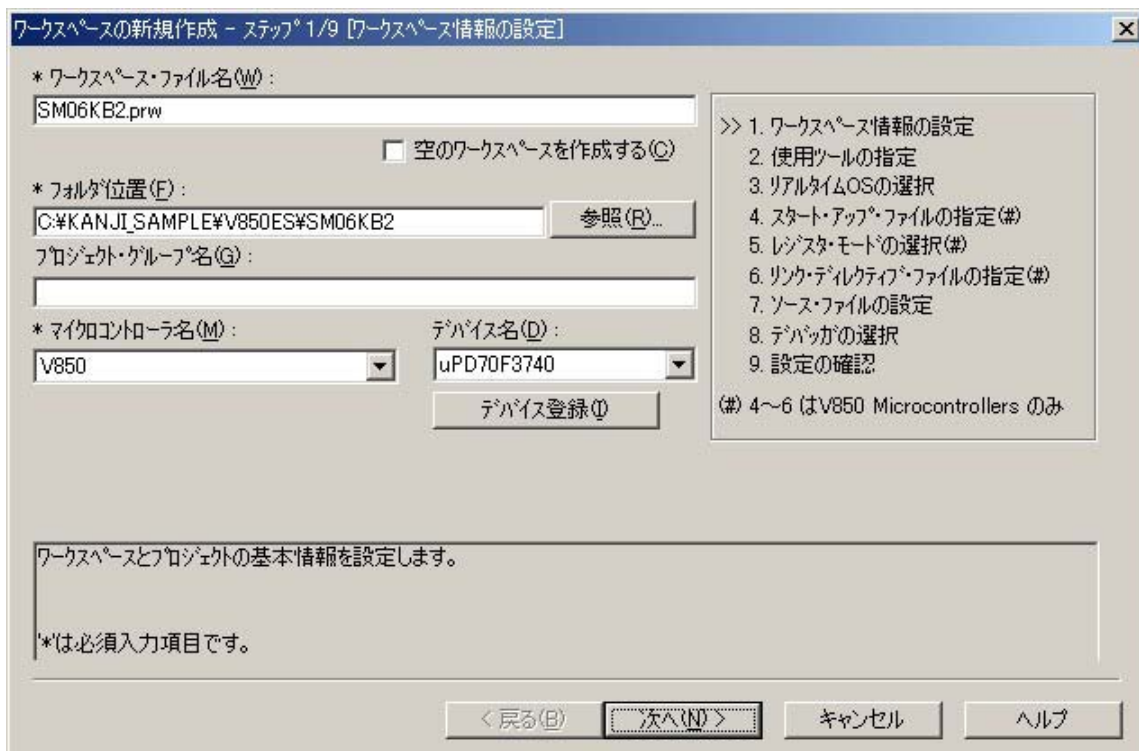 ワークスペースの新規作成 - ステップ 1/9 [ワークスペース情報の設定]
* ワークスペース・ファイル名(W) :
SM06KB2.prw
空のワークスペースを作成する(C)
* フォルダ位置(F) :
C:¥KANJI_SAMPLE¥V850ES¥SM06KB2
参照(R)...
プロジェクト・グループ名(G) :
* マイクロコントローラ名(M) :
デバイス名(D) :
V850
uPD70F3740
デバイス登録(I)
>> 1. ワークスペース情報の設定
2. 使用ツールの指定
3. リアルタイムOSの選択
4. スタート・アップ・ファイルの指定(#)
5. レジスタ・モードの選択(#)
6. リンク・ディレクティブ・ファイルの指定(#)
7. ソース・ファイルの設定
8. デバッガの選択
9. 設定の確認
(#) 4～6 はV850 Microcontrollers のみ
ワークスペースとプロジェクトの基本情報を設定します。
'*'は必須入力項目です。
< 戻る(B)
次へ(N) >
キャンセル
ヘルプ